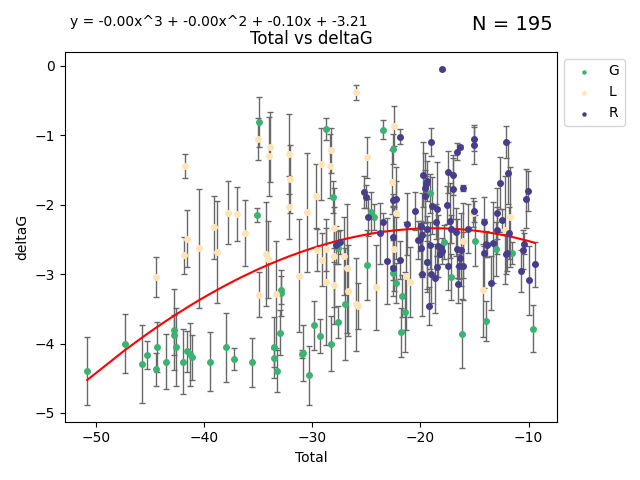 y = -0.00x^3 + -0.00x^2 + -0.10x + -3.21
N = 195
Total vs deltaG
G
L
R
deltaG
0
−1
−2
−3
−4
−5
−50
−40
−30
−20
−10
Total